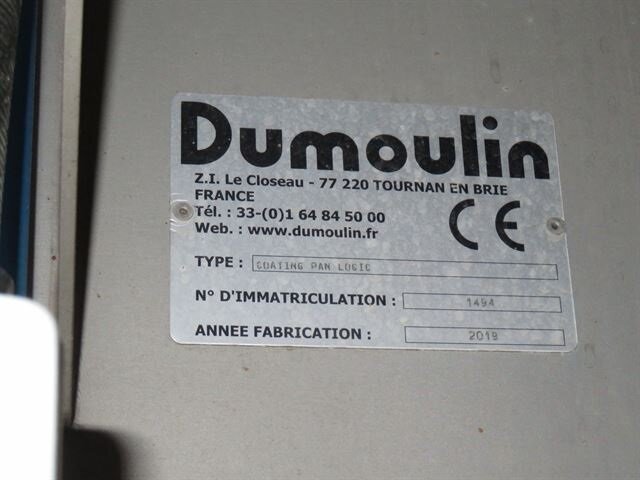 Dumoulin
Z.I. Le Closeau - 77 220 TOURNAN EN BRIE
FRANCE
Tél. : 33-(0)1 64 84 50 00
Web. : www.dumoulin.fr
CE
TYPE : COATING PAN LOGIC
N° D'IMMATRICULATION : 1494
ANNEE FABRICATION : 2019